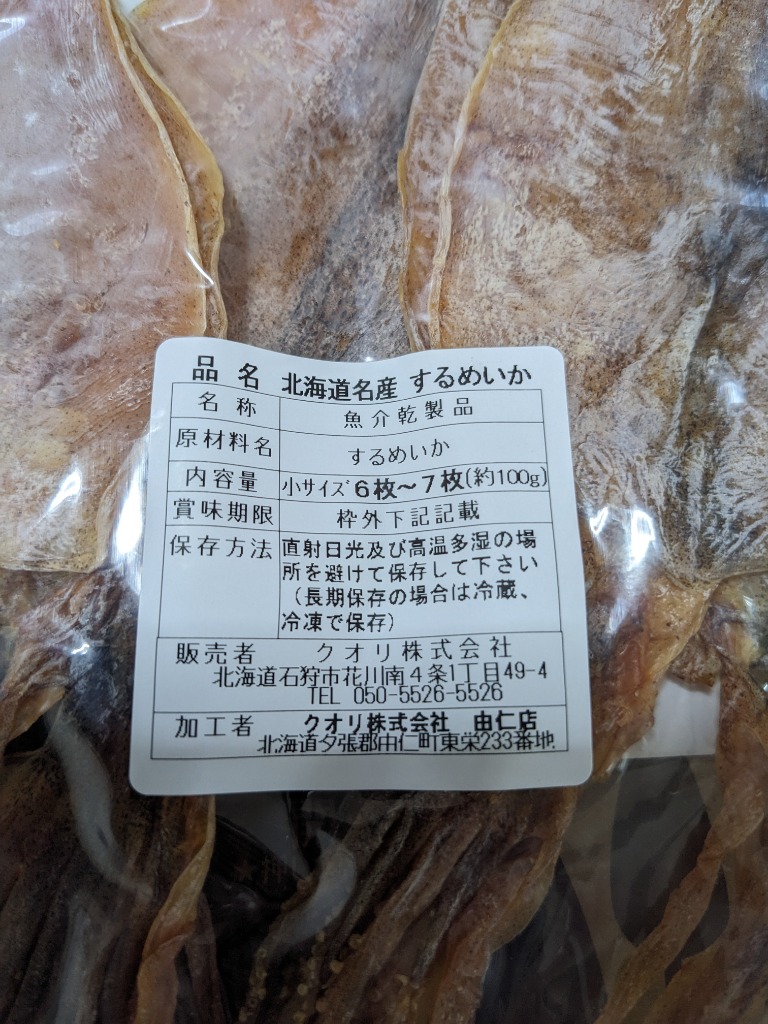 品名 北海道名産 するめいか
名称 魚介乾製品
原材料名 するめいか
内容量 小サイズ 6枚～7枚(約100g)
賞味期限 枠外下記記載
保存方法 直射日光及び高温多湿の場
所を避けて保存して下さい
(長期保存の場合は冷蔵、
冷凍で保存)
販売者 クオリ株式会社
北海道石狩市花川南4条1丁目49-4
TEL 050-5526-5526
加工者 クオリ株式会社 由仁店
北海道夕張郡由仁町東栄233番地